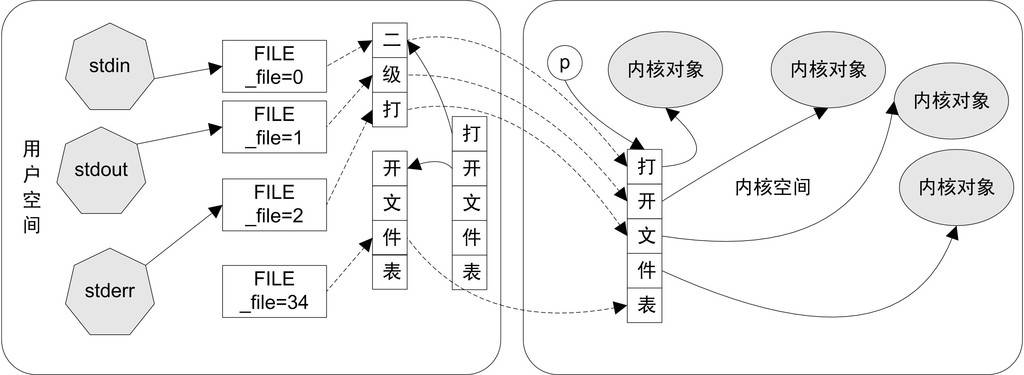 用户空间
stdin
stdout
stderr
FILE
_file=0
FILE
_file=1
FILE
_file=2
FILE
_file=34
二级打
开文件表
打开文件表
p
打开文件表
内核对象
内核对象
内核对象
内核对象
内核空间